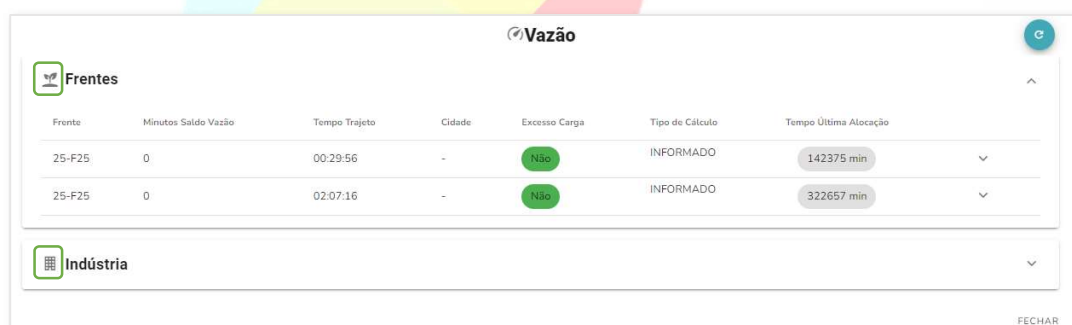 Vazão
Frentes
Frente Minutos Saldo Vazão Tempo Trajeto Cidade Excesso Carga Tipo de Cálculo Tempo Última Alocação
25-F25 0 00:29:56 - Não INFORMADO 142375 min
25-F25 0 02:07:16 - Não INFORMADO 322657 min
Indústria
FECHAR